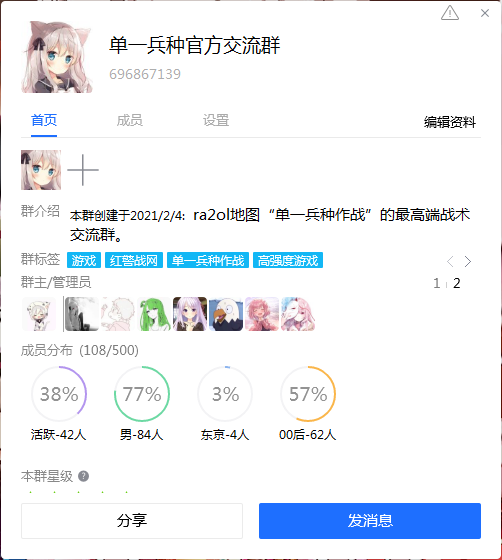 单一兵种官方交流群
696867139
首页 成员 设置 编辑资料
群介绍 本群创建于2021/2/4：ra2ol地图“单一兵种作战”的最高端战术
交流群。
群标签 游戏 红警战网 单一兵种作战 高强度游戏
群主/管理员 1 2
成员分布 (108/500)
38% 77% 3% 57%
活跃-42人 男-84人 东京-4人 00后-62人
本群星级 ?
分享 发消息